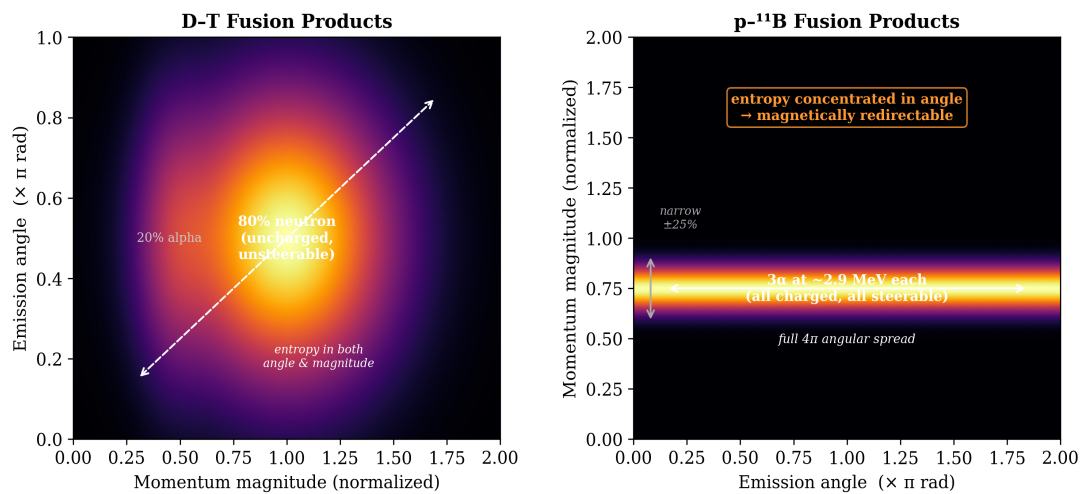 D–T Fusion Products
1.0
0.8
0.6
0.4
0.2
0.0
Emission angle (× π rad)
80% neutron
(uncharged,
unsteerable)
20% alpha
entropy in both
angle & magnitude
0.00 0.25 0.50 0.75 1.00 1.25 1.50 1.75 2.00
Momentum magnitude (normalized)
p–¹¹B Fusion Products
2.00
1.75
1.50
1.25
1.00
0.75
0.50
0.25
0.00
Momentum magnitude (normalized)
entropy concentrated in angle
→ magnetically redirectable
narrow
±25%
3α at ~2.9 MeV each
(all charged, all steerable)
full 4π angular spread
0.00 0.25 0.50 0.75 1.00 1.25 1.50 1.75 2.00
Emission angle (× π rad)